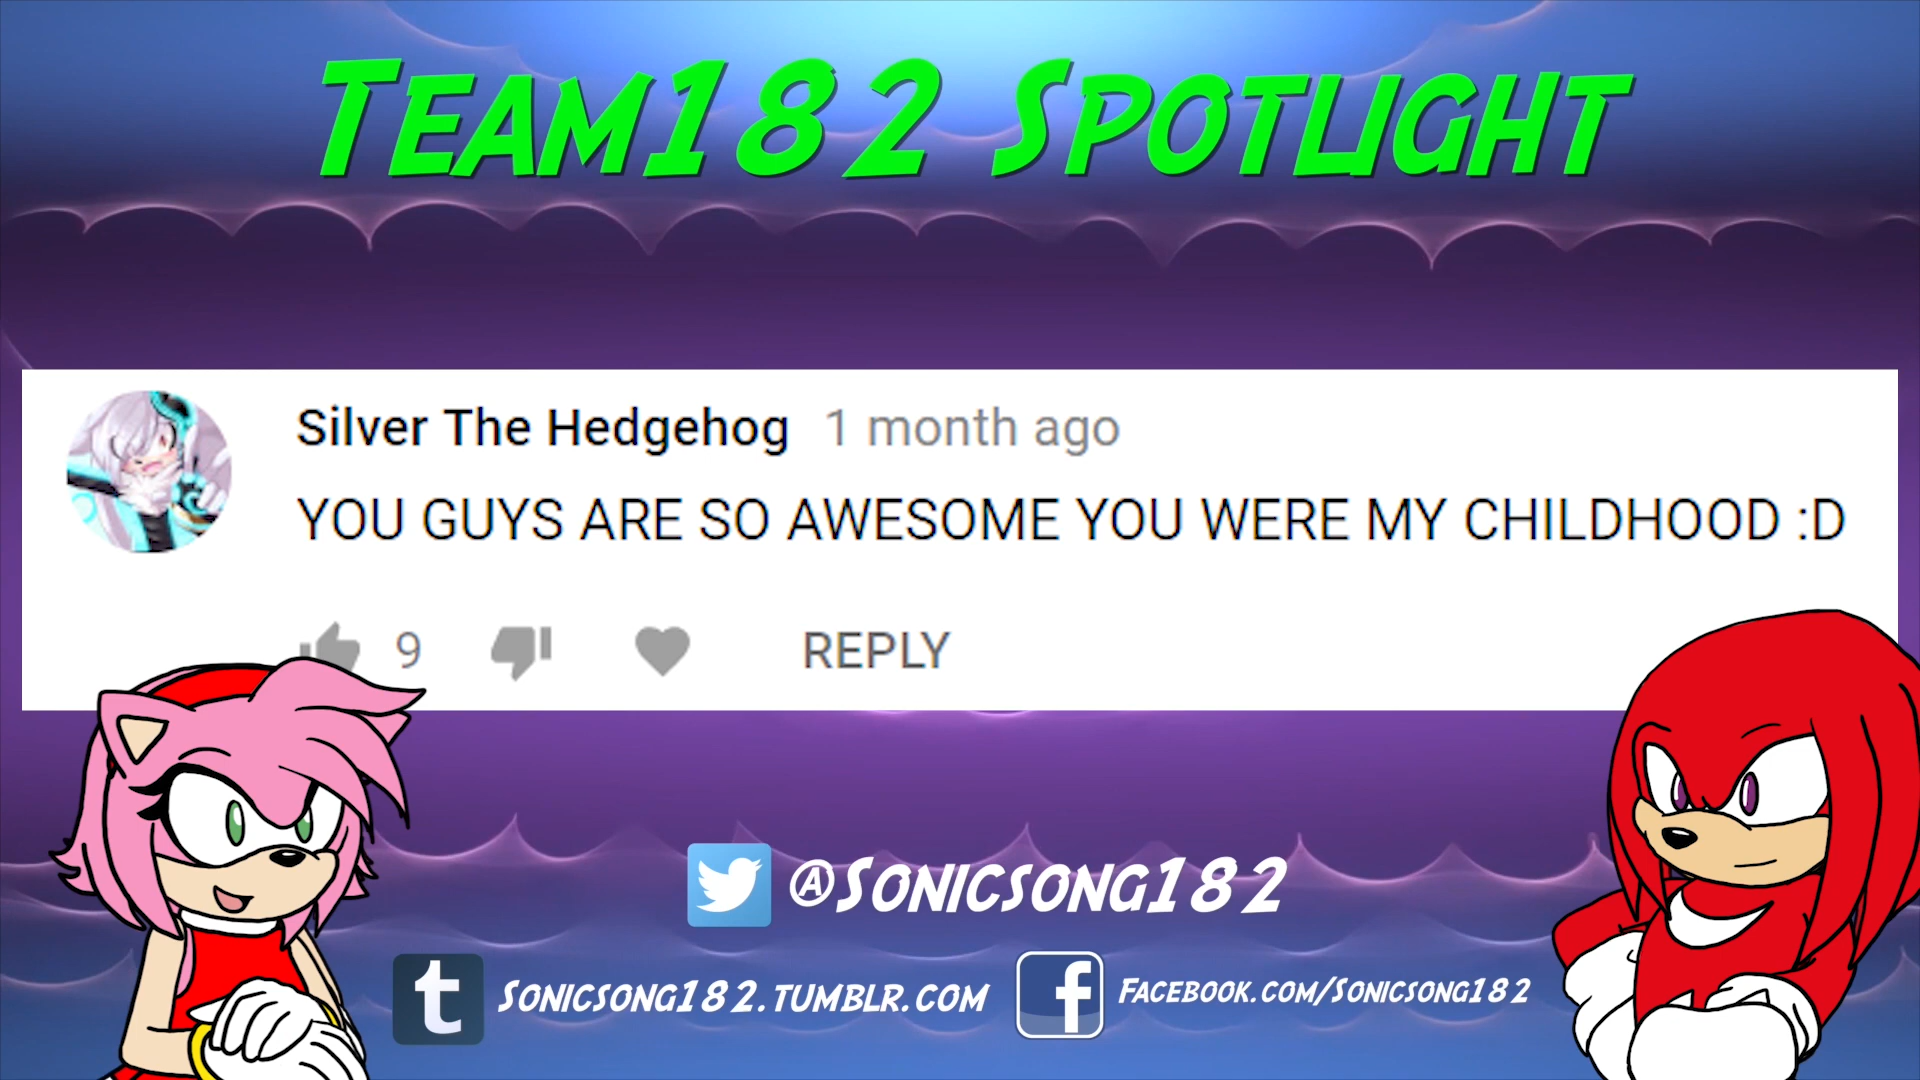 TEAM182 SPOTLIGHT
Silver The Hedgehog 1 month ago
YOU GUYS ARE SO AWESOME YOU WERE MY CHILDHOOD :D
9 REPLY
@SONICSONG182
SONICSONG182.TUMBLR.COM
FACEBOOK.COM/SONICSONG182